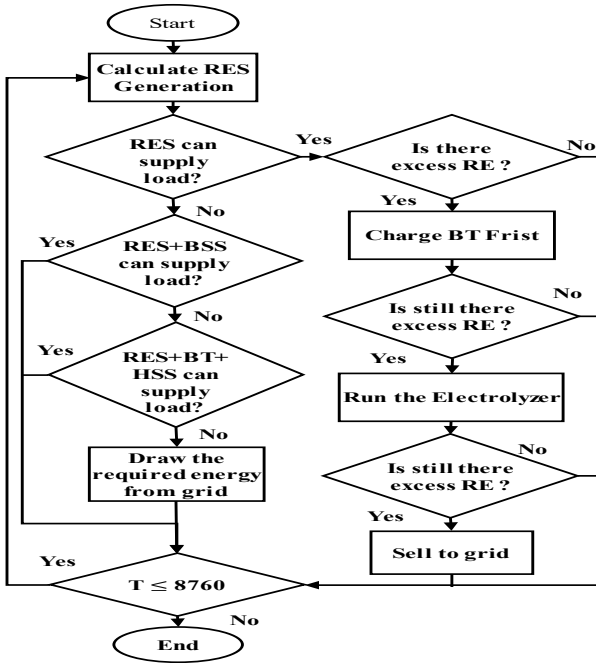 Start
Calculate RES
Generation
RES can
supply
load?
Yes
Is there
excess RE ?
No
No
Yes
Charge BT Frist
Yes
RES+BSS
can supply
load?
No
Is still there
excess RE ?
No
Yes
Yes
RES+BT+
HSS can
supply
load?
No
Run the Electrolyzer
Is still there
excess RE ?
No
Yes
Draw the
required energy
from grid
Sell to grid
Yes
T ≤ 8760
No
End